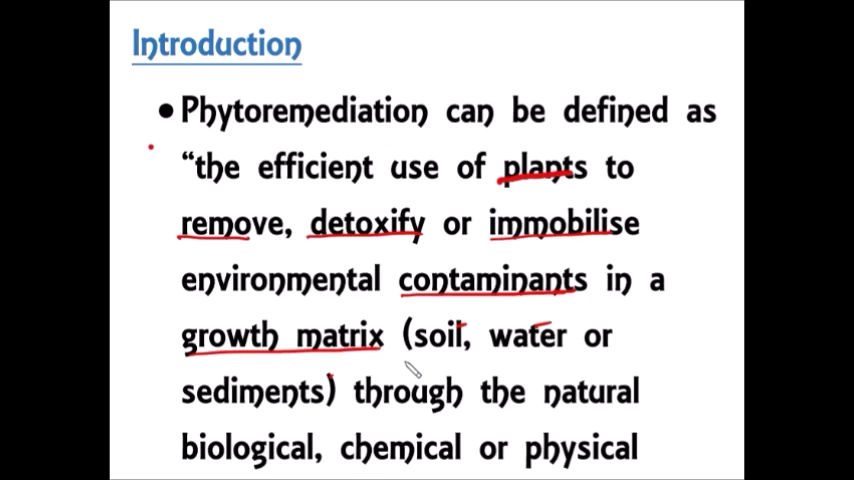 Introduction
• Phytoremediation can be defined as
“the efficient use of plants to
remove, detoxify or immobilise
environmental contaminants in a
growth matrix (soil, water or
sediments) through the natural
biological, chemical or physical